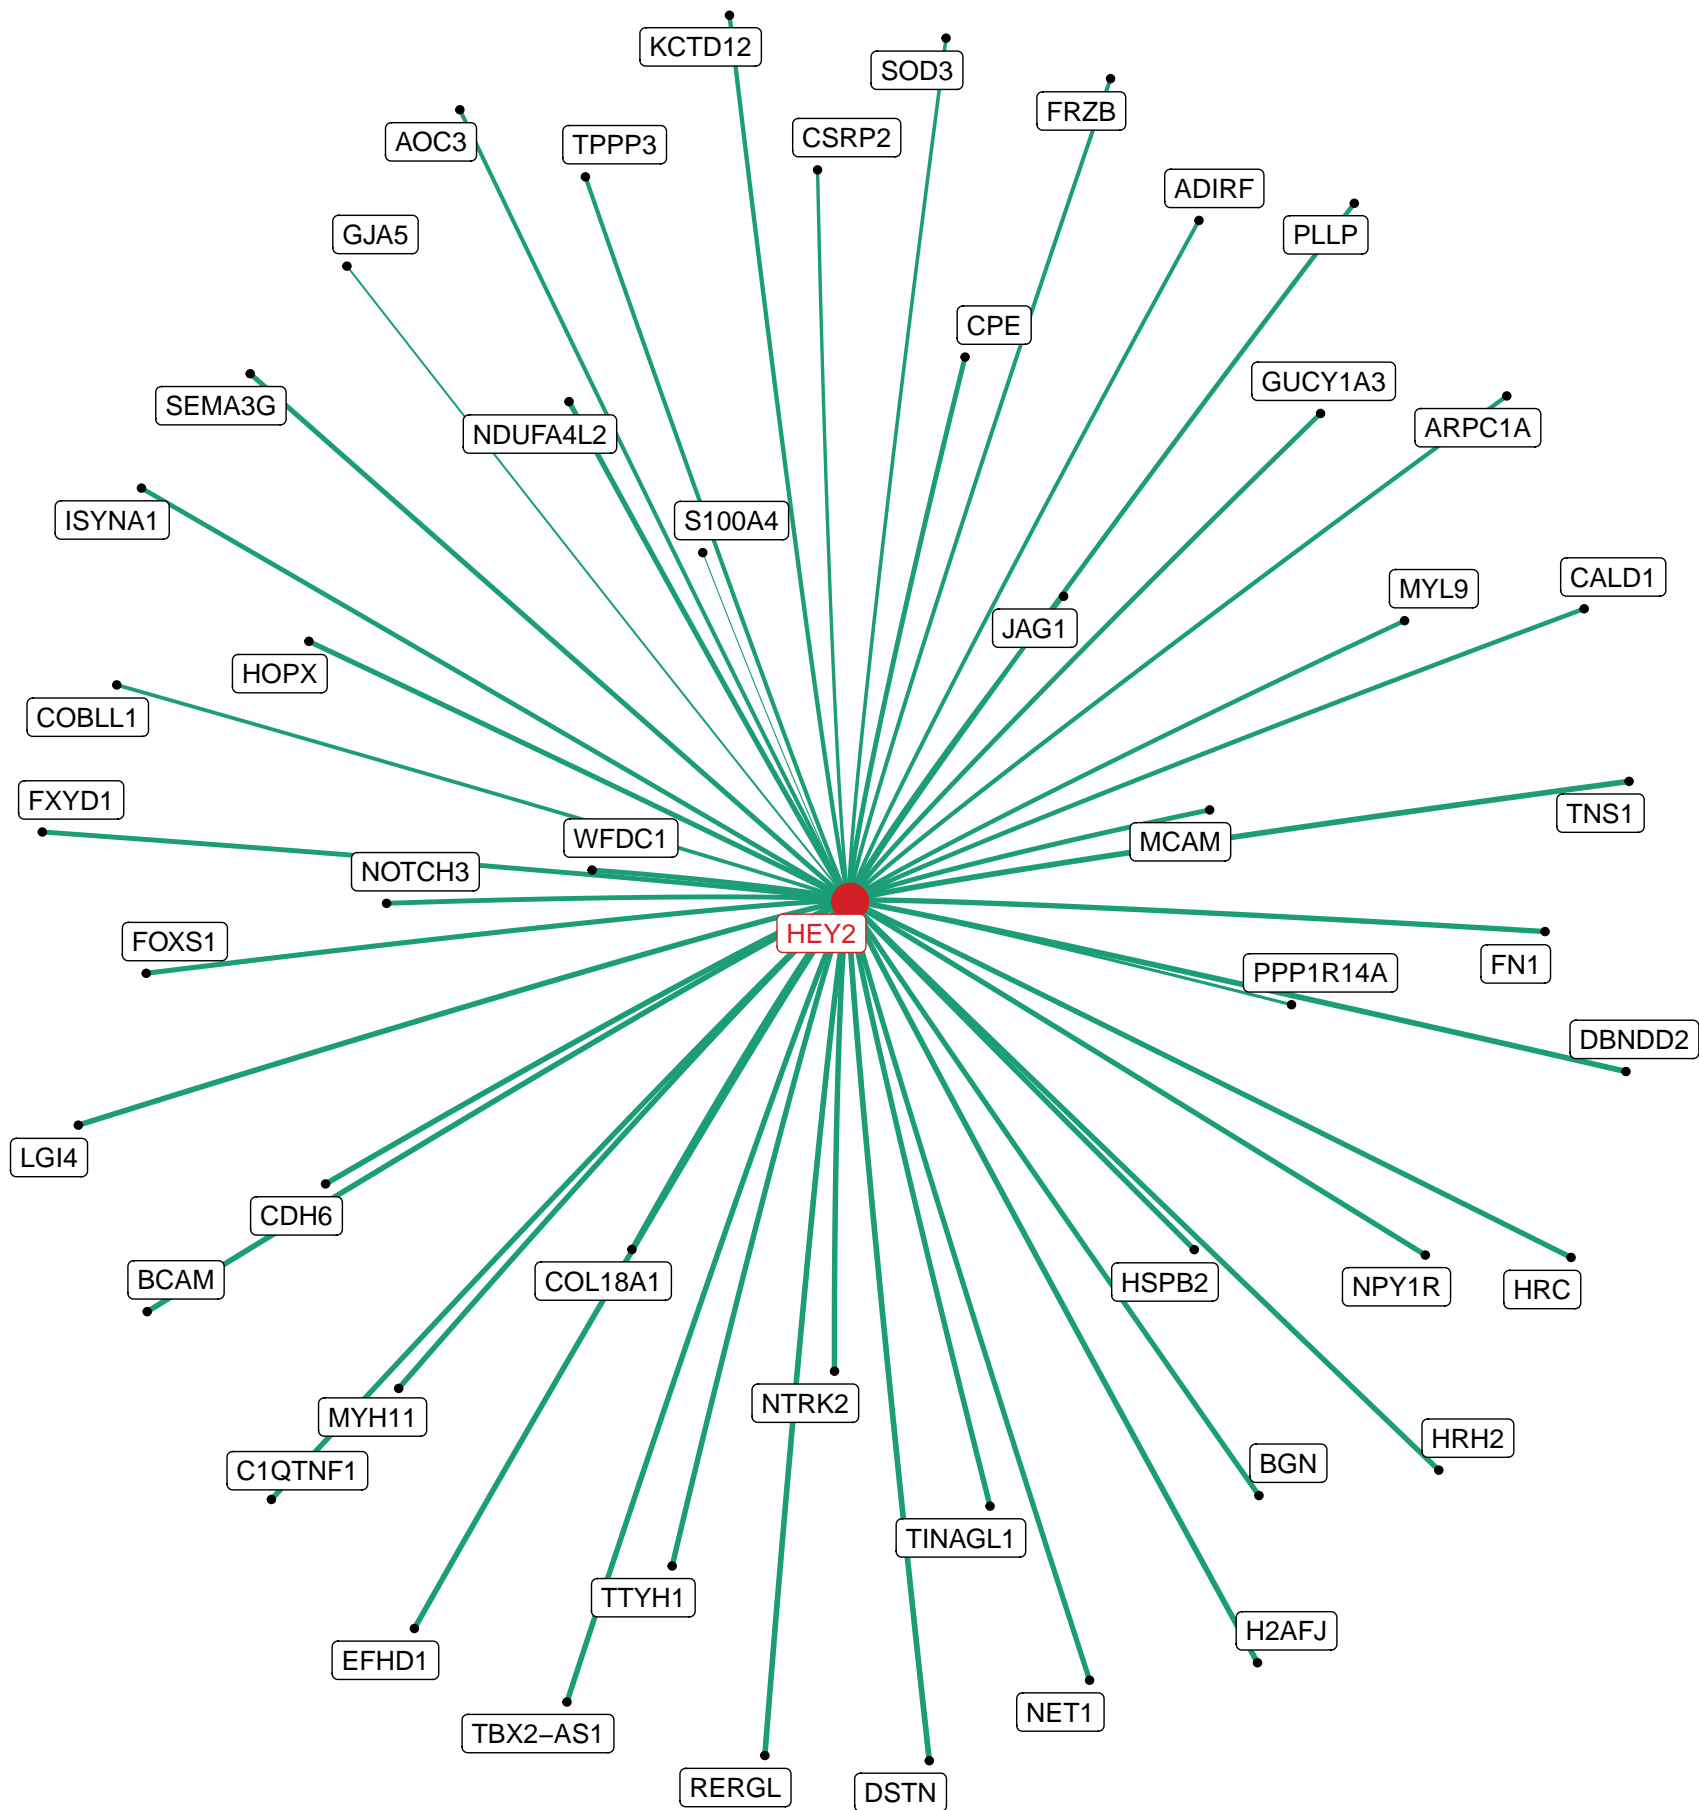 KCTD12
SOD3
FRZB
AOC3
TPPP3
CSRP2
ADIRF
PLLP
GJA5
CPE
GUCY1A3
SEMA3G
NDUFA4L2
ARPC1A
ISYNA1
S100A4
CALD1
MYL9
JAG1
HOPX
COBLL1
FXYD1
TNS1
WFDC1
MCAM
NOTCH3
HEY2
FOXS1
FN1
PPP1R14A
DBNDD2
LGI4
CDH6
BCAM
COL18A1
HSPB2
NPY1R
HRC
NTRK2
MYH11
HRH2
BGN
C1QTNF1
TINAGL1
TTYH1
H2AFJ
EFHD1
NET1
TBX2−AS1
RERGL
DSTN